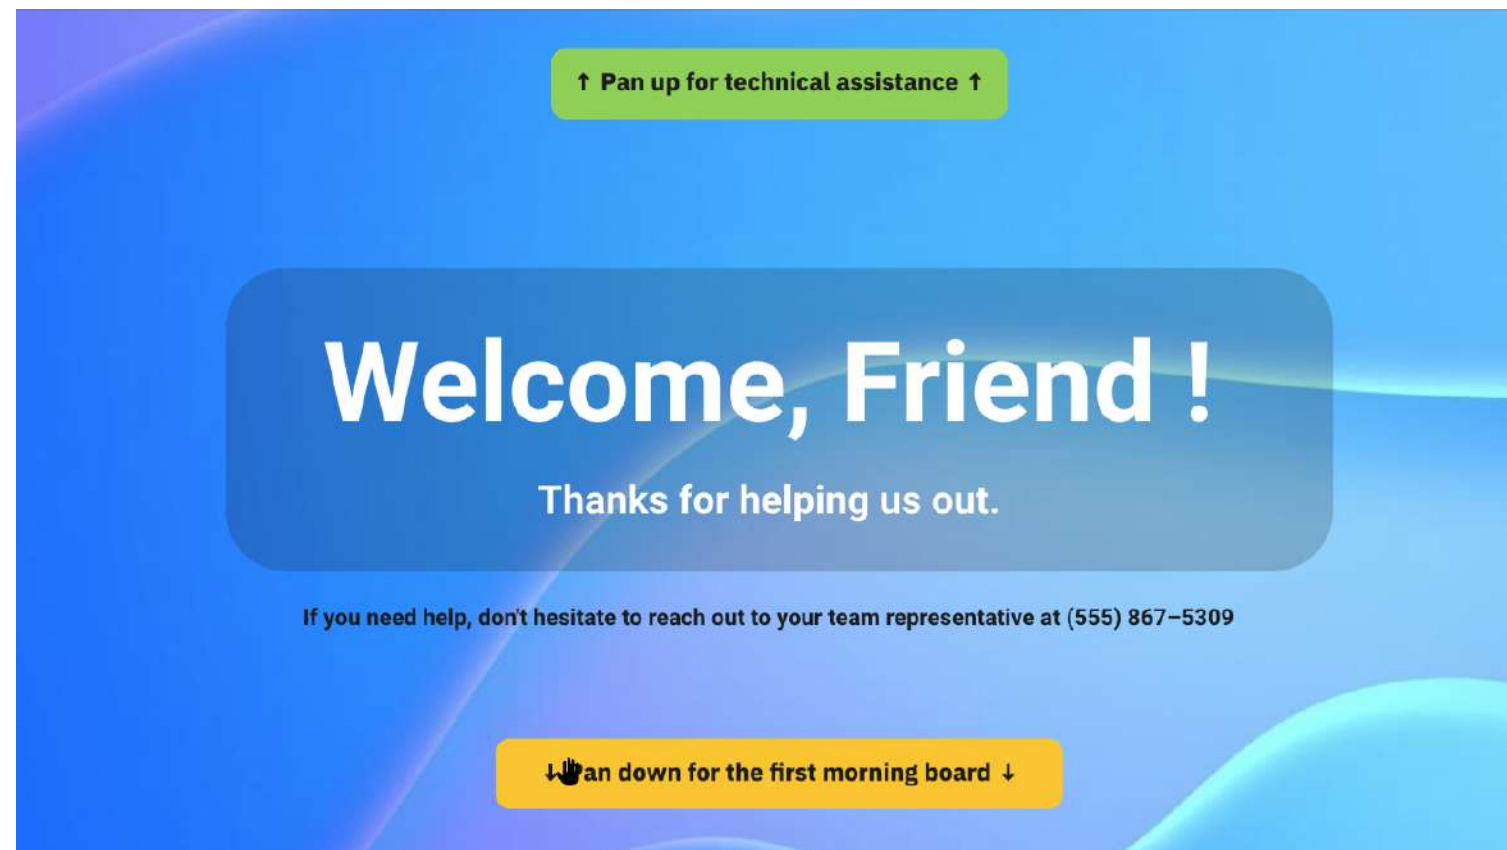 ↑ Pan up for technical assistance ↑
Welcome, Friend !
Thanks for helping us out.
If you need help, don't hesitate to reach out to your team representative at (555) 867–5309
↓ Pan down for the first morning board ↓